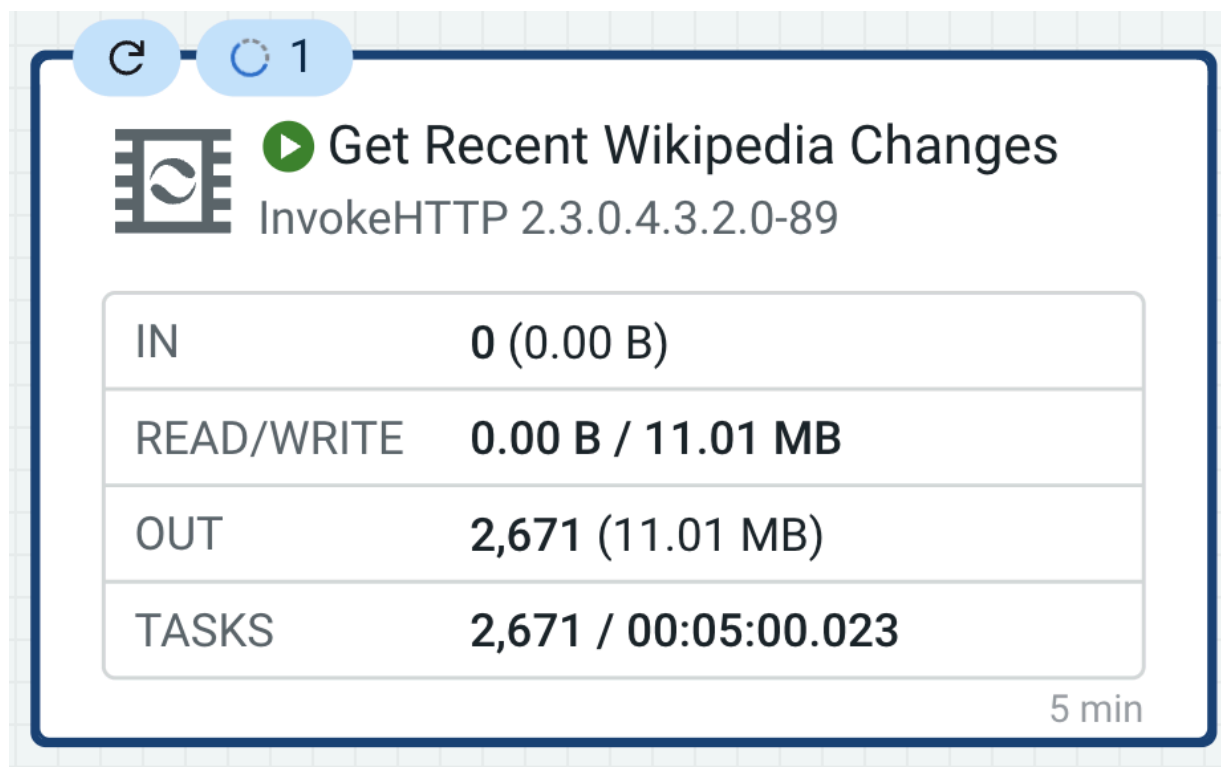 1
Get Recent Wikipedia Changes
InvokeHTTP 2.3.0.4.3.2.0-89
IN 0 (0.00 B)
READ/WRITE 0.00 B / 11.01 MB
OUT 2,671 (11.01 MB)
TASKS 2,671 / 00:05:00.023
5 min